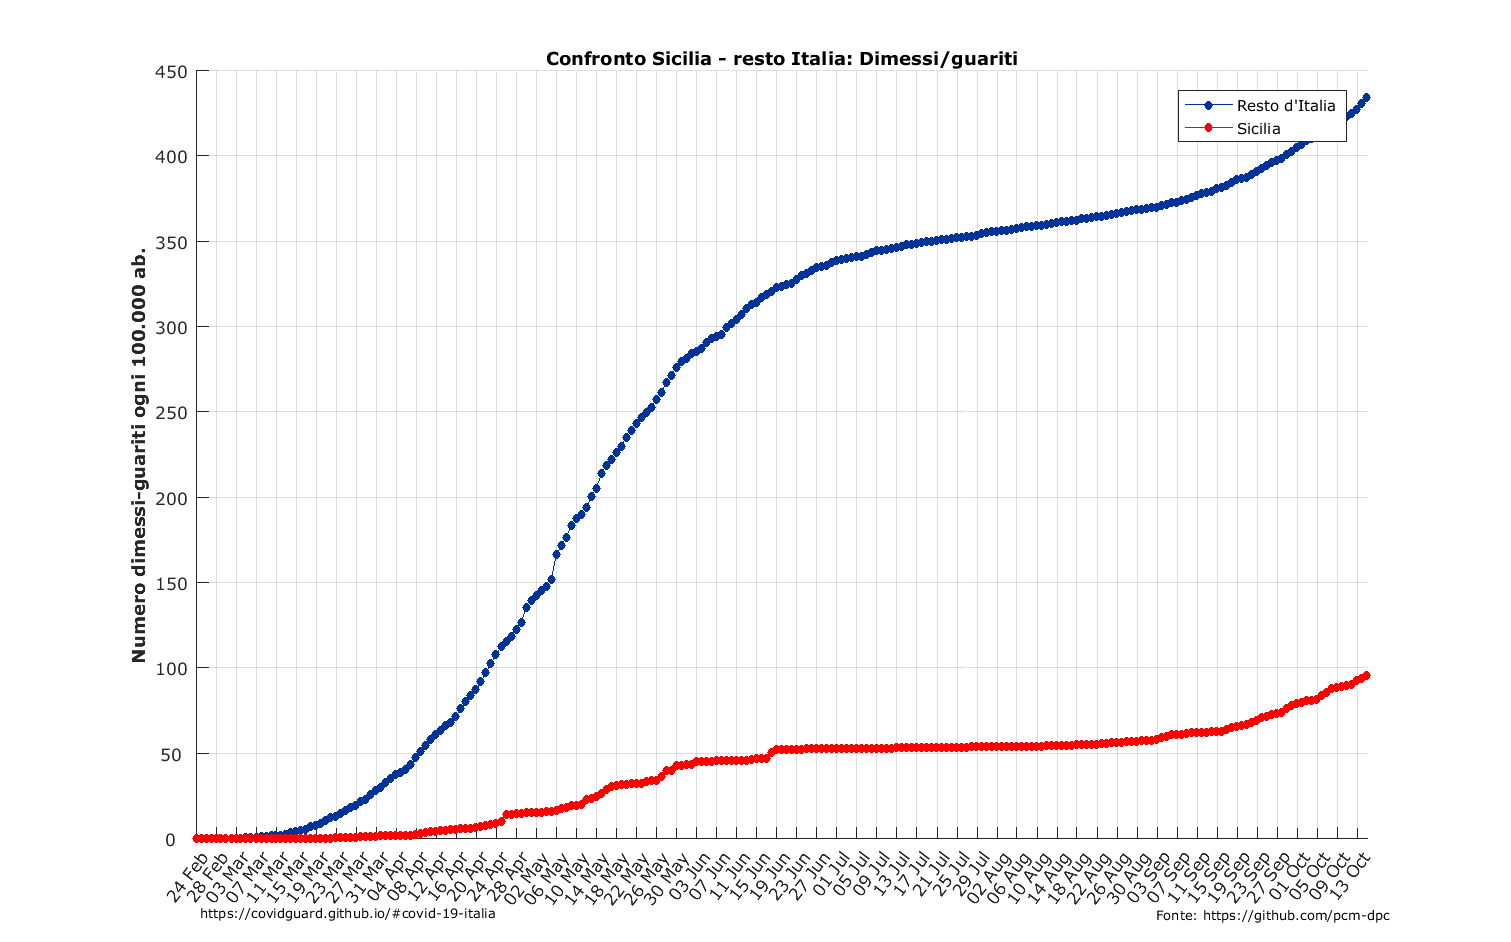 Confronto Sicilia - resto Italia: Dimessi/guariti
Numero dimessi-guariti ogni 100.000 ab.
450
400
350
300
250
200
150
100
50
0
Resto d'Italia
Sicilia
24 Feb
28 Feb
03 Mar
07 Mar
11 Mar
15 Mar
19 Mar
23 Mar
27 Mar
31 Mar
04 Apr
08 Apr
12 Apr
16 Apr
20 Apr
24 Apr
28 Apr
02 May
06 May
10 May
14 May
18 May
22 May
26 May
30 May
03 Jun
07 Jun
11 Jun
15 Jun
19 Jun
23 Jun
27 Jun
01 Jul
05 Jul
09 Jul
13 Jul
17 Jul
21 Jul
25 Jul
29 Jul
02 Aug
06 Aug
10 Aug
14 Aug
18 Aug
22 Aug
26 Aug
30 Aug
03 Sep
07 Sep
11 Sep
15 Sep
19 Sep
23 Sep
27 Sep
01 Oct
05 Oct
09 Oct
13 Oct
https://covidguard.github.io/#covid-19-italia
Fonte: https://github.com/pcm-dpc